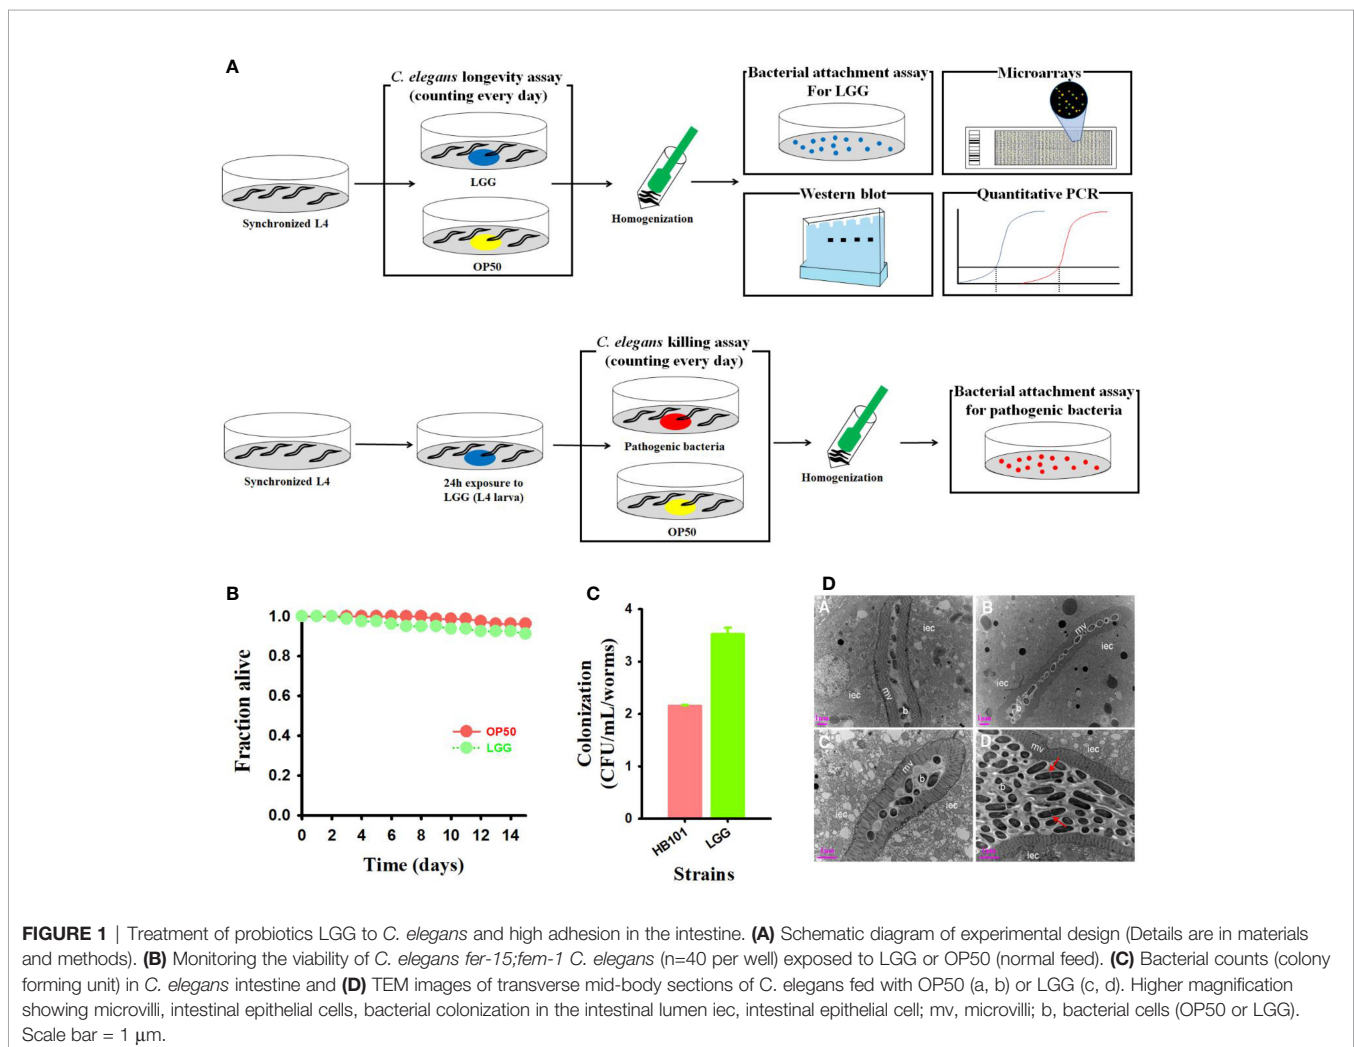 A
C. elegans longevity assay
(counting every day)
LGG
OP50
Synchronized L4
Homogenization
Bacterial attachment assay
For LGG
Microarrays
Western blot
Quantitative PCR
C. elegans killing assay
(counting every day)
Pathogenic bacteria
OP50
Synchronized L4
24h exposure to
LGG (L4 larva)
Homogenization
Bacterial attachment assay
for pathogenic bacteria
B
Fraction alive
1.0
0.8
0.6
0.4
0.2
0.0
OP50
LGG
0 2 4 6 8 10 12 14
Time (days)
C
Colonization
(CFU/mL/worms)
4
3
2
1
0
HB101
LGG
Strains
D
A
iec
iec
mv
b
1 µm
B
mv
iec
iec
b
1 µm
C
mv
b
iec
iec
1 µm
D
mv
iec
b
iec
FIGURE 1 | Treatment of probiotics LGG to C. elegans and high adhesion in the intestine. (A) Schematic diagram of experimental design (Details are in materials
and methods). (B) Monitoring the viability of C. elegans fer-15;fem-1 C. elegans (n=40 per well) exposed to LGG or OP50 (normal feed). (C) Bacterial counts (colony
forming unit) in C. elegans intestine and (D) TEM images of transverse mid-body sections of C. elegans fed with OP50 (a, b) or LGG (c, d). Higher magnification
showing microvilli, intestinal epithelial cells, bacterial colonization in the intestinal lumen iec, intestinal epithelial cell; mv, microvilli; b, bacterial cells (OP50 or LGG).
Scale bar = 1 µm.